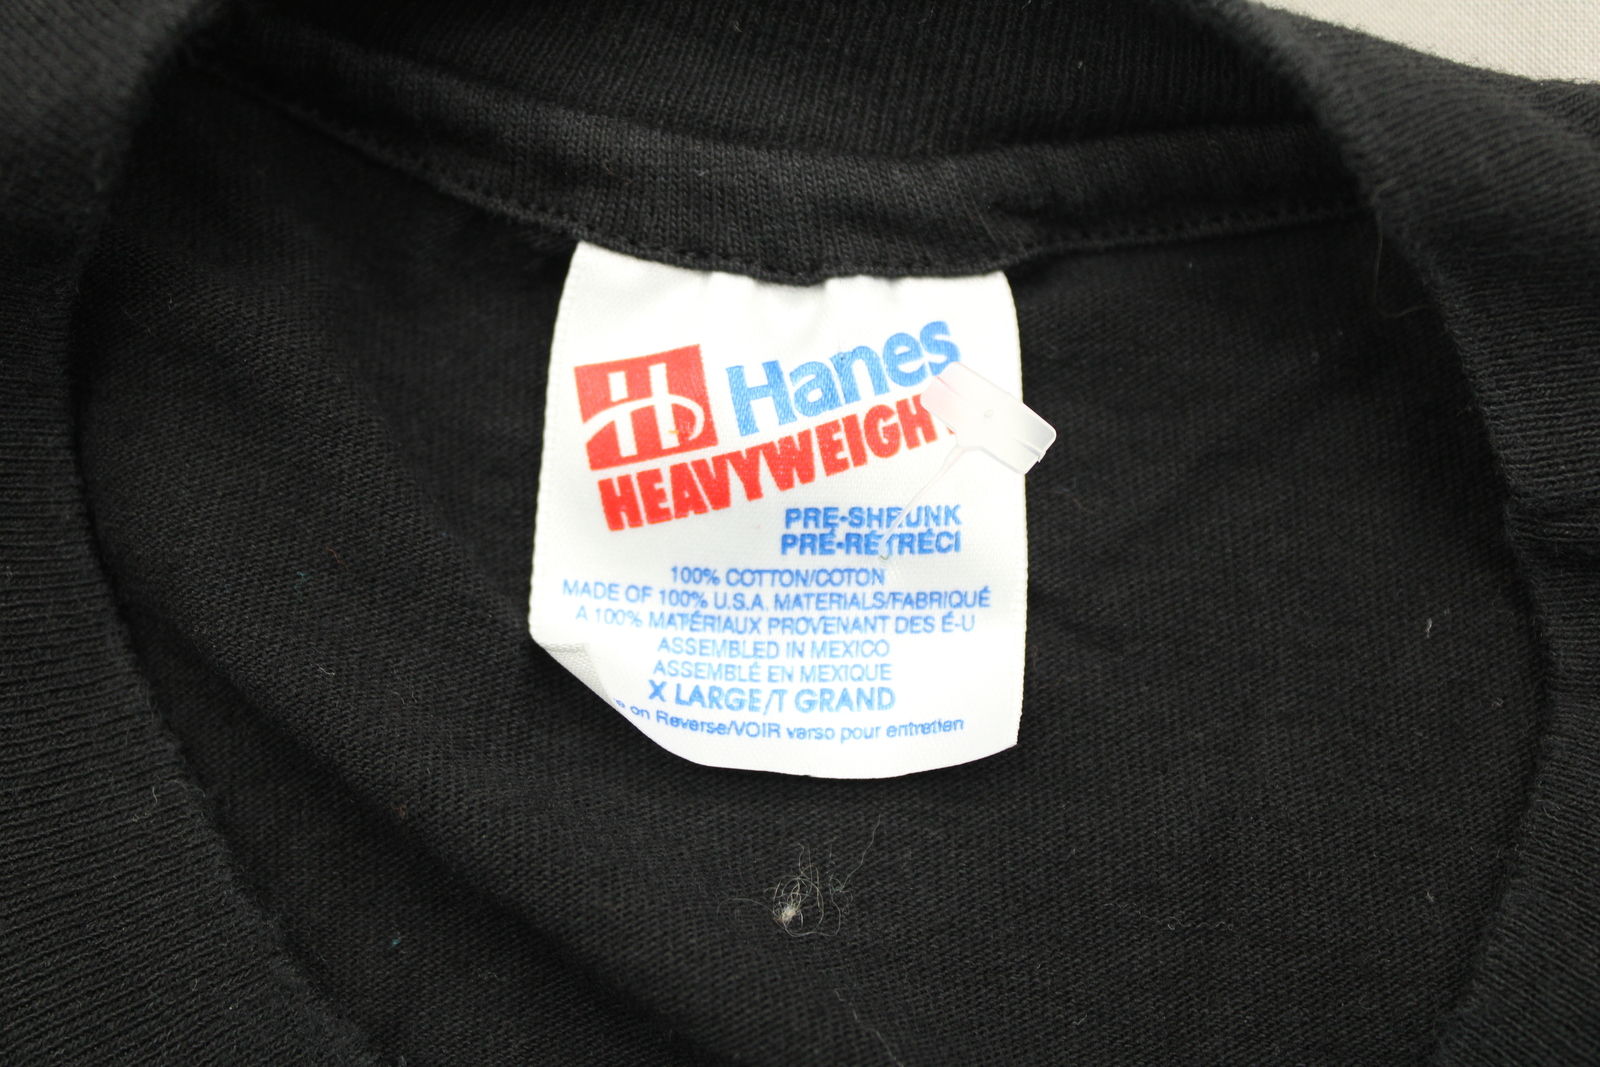 Hanes
HEAVYWEIGHT
PRE-SHRUNK
PRÉ-RÉTRÉCI
100% COTTON/COTON
MADE OF 100% U.S.A. MATERIALS/FABRIQUÉ
A 100% MATÉRIAUX PROVENANT DES É-U
ASSEMBLED IN MEXICO
ASSEMBLÉ EN MEXIQUE
X LARGE/T GRAND
on Reverse/VOIR verso pour entretien